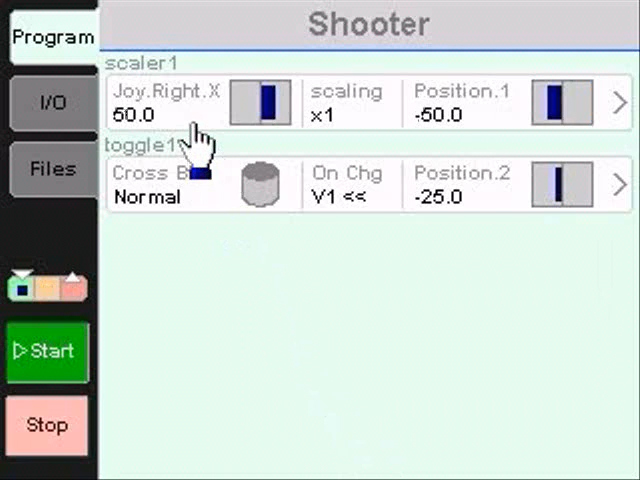 Shooter
Program
I/O
Files
Start
Stop
scaler1
Joy.Right.X scaling Position.1
50.0 x1 -50.0
toggle1
Cross On Chg Position.2
Normal V1 << -25.0